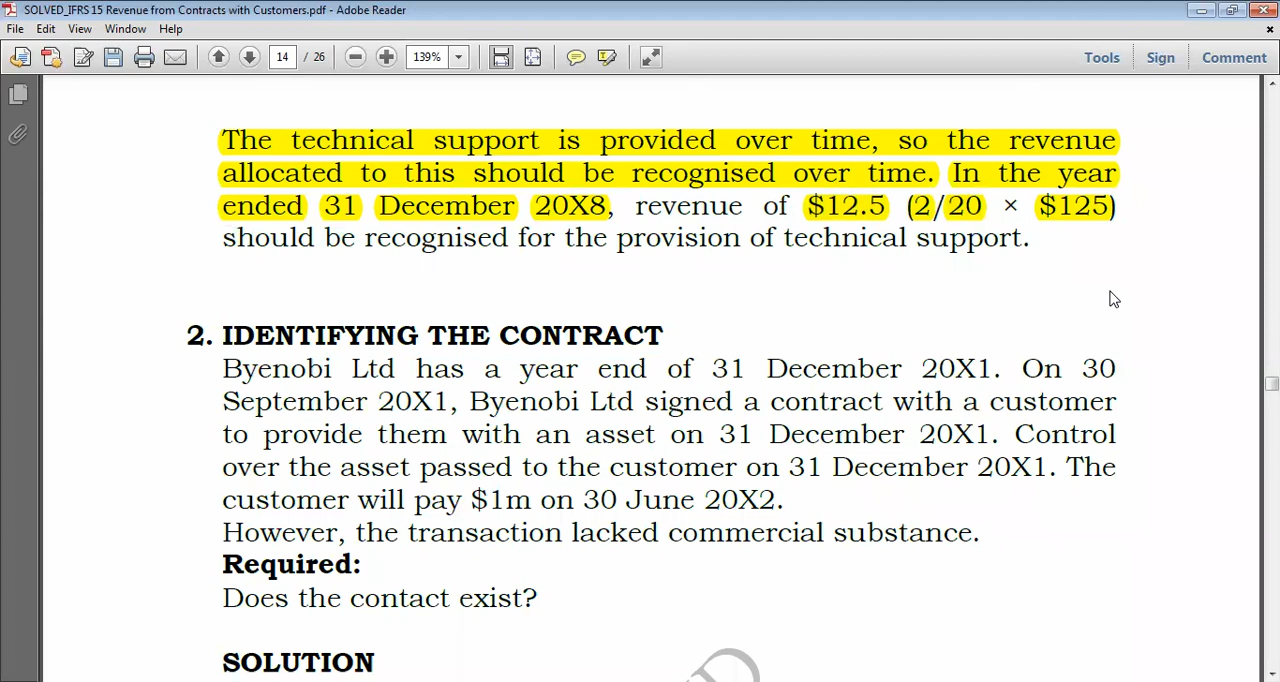 SOLVED_IFRS 15 Revenue from Contracts with Customers.pdf - Adobe Reader
File Edit View Window Help
14 / 26 139% Tools Sign Comment
The technical support is provided over time, so the revenue
allocated to this should be recognised over time. In the year
ended 31 December 20X8, revenue of $12.5 (2/20 × $125)
should be recognised for the provision of technical support.
2. IDENTIFYING THE CONTRACT
Byenobi Ltd has a year end of 31 December 20X1. On 30
September 20X1, Byenobi Ltd signed a contract with a customer
to provide them with an asset on 31 December 20X1. Control
over the asset passed to the customer on 31 December 20X1. The
customer will pay $1m on 30 June 20X2.
However, the transaction lacked commercial substance.
Required:
Does the contact exist?
SOLUTION